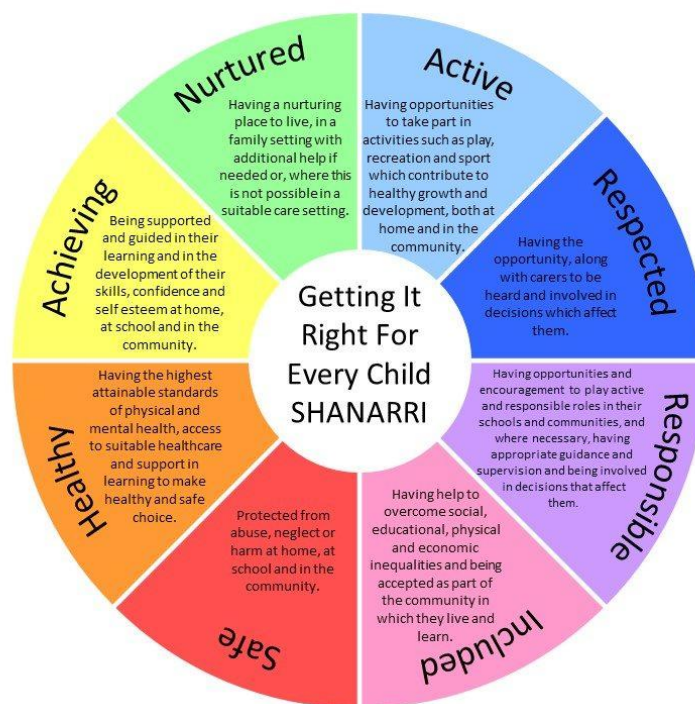 Getting It
Right For
Every Child
SHANARRI
Safe
Protected from
abuse, neglect or
harm at home, at
school and in the
community.
Healthy
Having the highest
attainable standards
of physical and
mental health, access
to suitable healthcare
and support in
learning to make
healthy and safe
choice.
Achieving
Being supported
and guided in their
learning and in the
development of their
skills, confidence and
self esteem at home,
at school and in the
community.
Nurtured
Having a nurturing
place to live, in a
family setting with
additional help if
needed or, where this
is not possible in a
suitable care setting.
Active
Having opportunities
to take part in
activities such as play,
recreation and sport
which contribute to
healthy growth and
development, both at
home and in the
community.
Respected
Having the
opportunity, along
with carers to be
heard and involved in
decisions which affect
them.
Responsible
Having opportunities and
encouragement to play active
and responsible roles in their
schools and communities, and
where necessary, having
appropriate guidance and
supervision and being involved
in decisions that affect
them.
Included
Having help to
overcome social,
educational, physical
and economic
inequalities and being
accepted as part of
the community in
which they live and
learn.